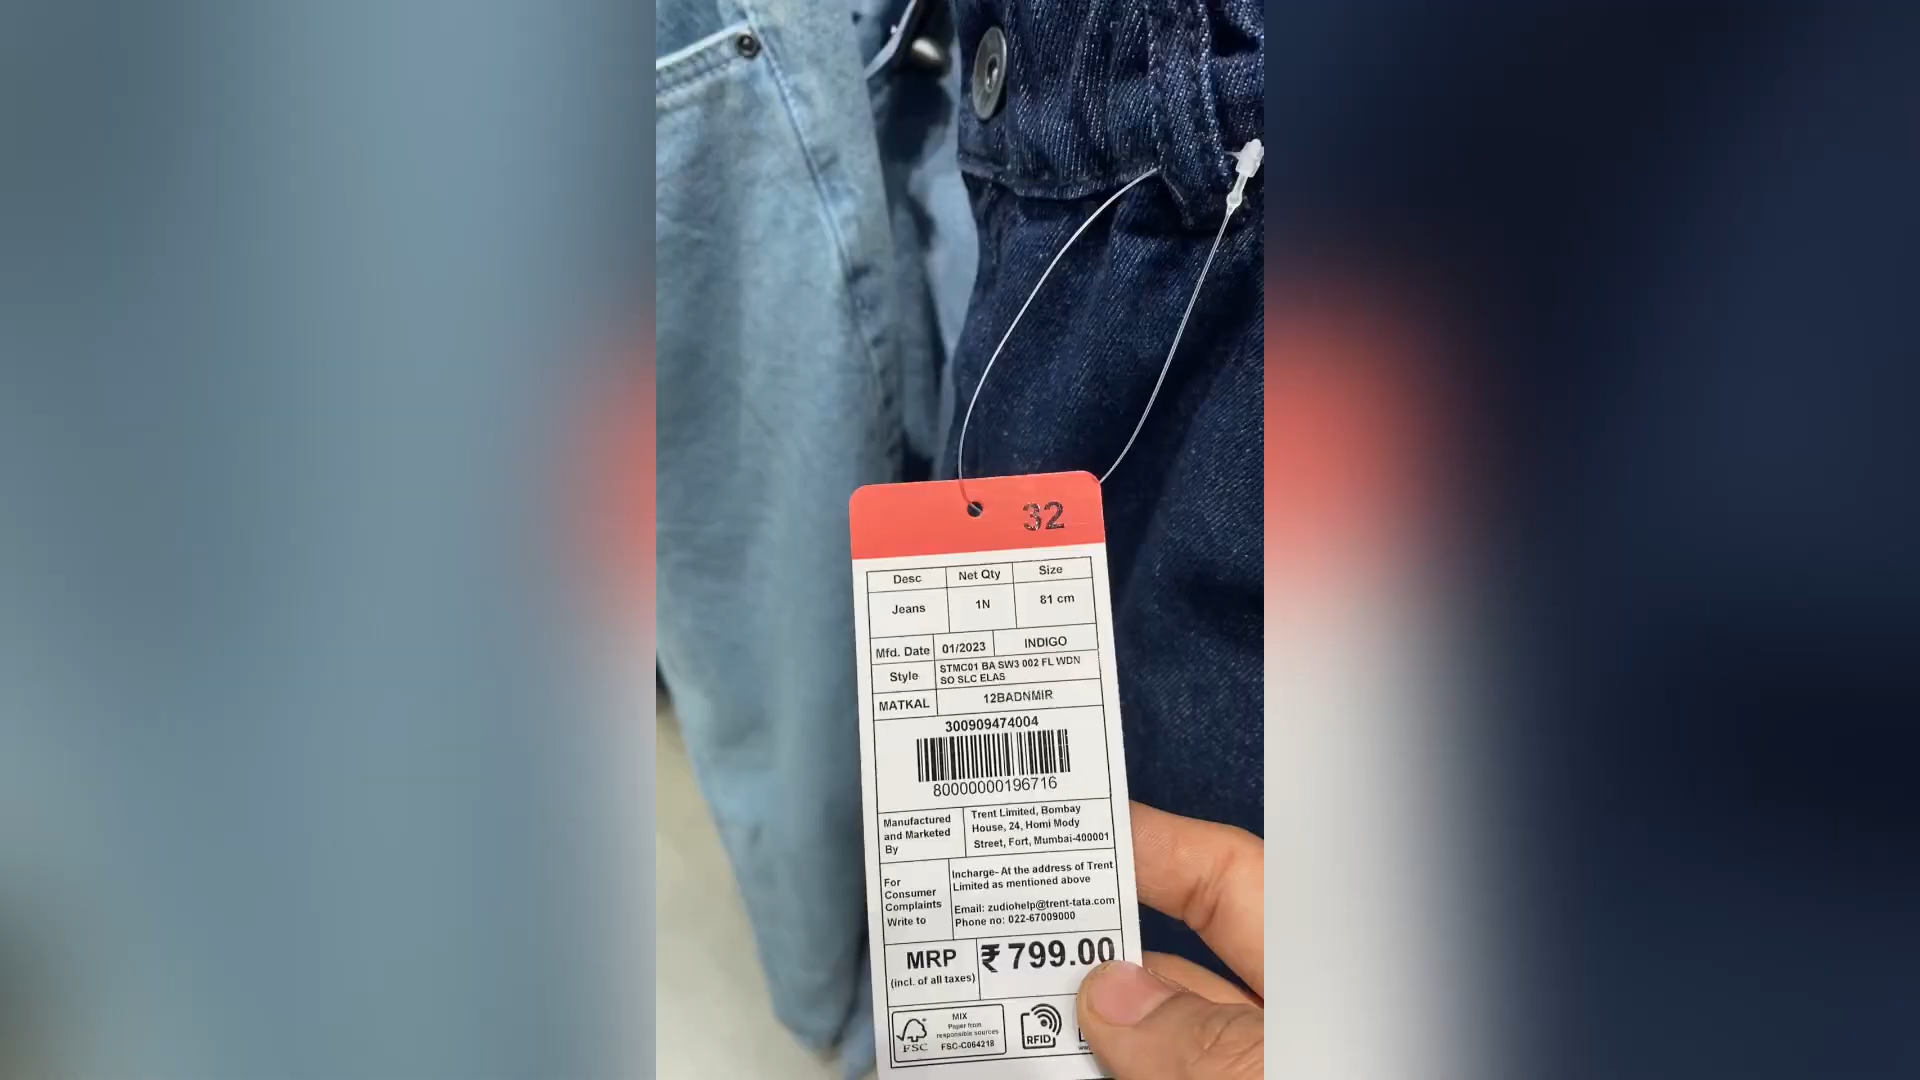 32
Desc Net Qty Size
Jeans 1N 81 cm
Mfd. Date 01/2023 INDIGO
Style STMC01 BA SW3 002 FL WDN
SO SLC ELAS
MATKAL 12BADNMIR
300909474004
80000000196716
Manufactured
and Marketed
By
Trent Limited, Bombay
House, 24, Homi Mody
Street, Fort, Mumbai-400001
For
Consumer
Complaints
Write to
Incharge- At the address of Trent
Limited as mentioned above
Email: zudiohelp@trent-tata.com
Phone no: 022-67009000
MRP ₹ 799.00
(incl. of all taxes)
FSC
MIX
Paper from
responsible sources
FSC-C064218
RFID